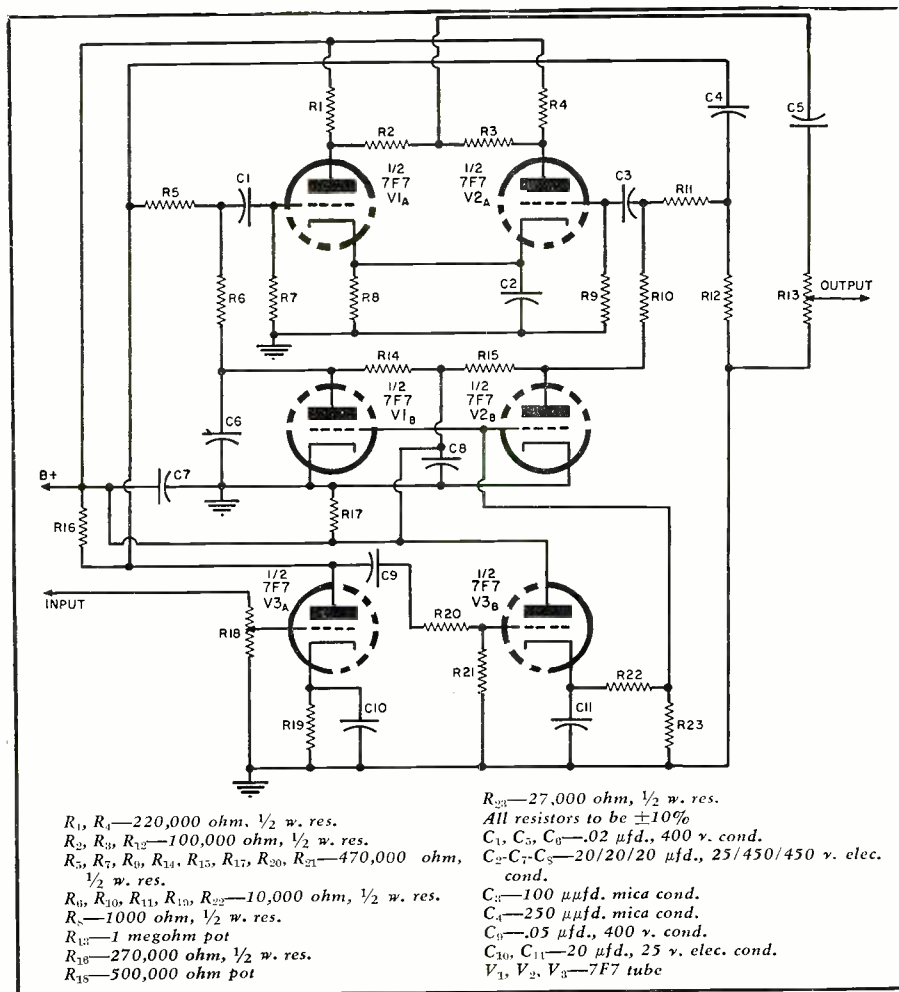 R1
R4
C4
C5
R2
R3
C1
1/2
7F7
V1A
1/2
7F7
V2A
C3
R11
R5
R6
R7
R8
C2
R9
R10
R12
R13
OUTPUT
R14
R15
1/2
7F7
V1B
1/2
7F7
V2B
C6
C8
B+
C7
R16
R17
INPUT
1/2
7F7
V3A
C9
1/2
7F7
V3B
R18
R20
R21
R22
R19
C10
C11
R23
R1, R4—220,000 ohm, 1/2 w. res.
R2, R3, R12—100,000 ohm, 1/2 w. res.
R5, R7, R9, R14, R15, R17, R20, R21—470,000 ohm,
1/2 w. res.
R6, R10, R11, R19, R22—10,000 ohm, 1/2 w. res.
R8—1000 ohm, 1/2 w. res.
R13—1 megohm pot
R16—270,000 ohm, 1/2 w. res.
R18—500,000 ohm pot
R23—27,000 ohm, 1/2 w. res.
All resistors to be ±10%
C1, C5, C6—.02 μfd., 400 v. cond.
C2-C7-C8—20/20/20 μfd., 25/450/450 v. elec.
cond.
C3—100 μμfd. mica cond.
C4—250 μμfd. mica cond.
C9—.05 μfd., 400 v. cond.
C10, C11—20 μfd., 25 v. elec. cond.
V1, V2, V3—7F7 tube